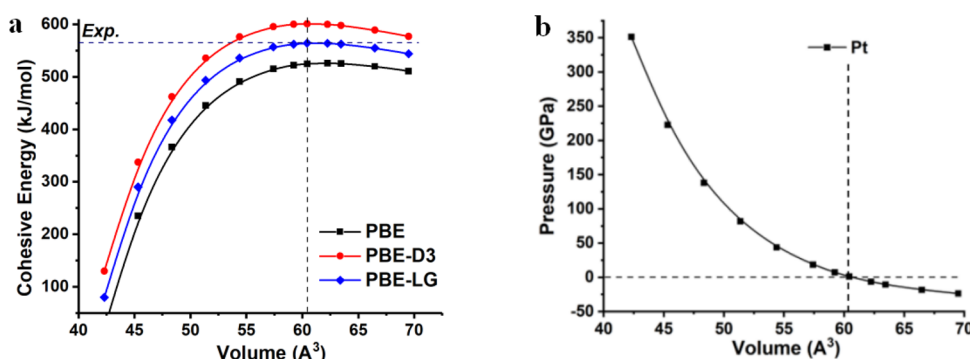 a
600
500
400
300
200
100
Cohesive Energy (kJ/mol)
Exp.
PBE
PBE-D3
PBE-LG
40 45 50 55 60 65 70
Volume (A³)
b
350
300
250
200
150
100
50
0
-50
Pressure (GPa)
Pt
40 45 50 55 60 65 70
Volume (A³)